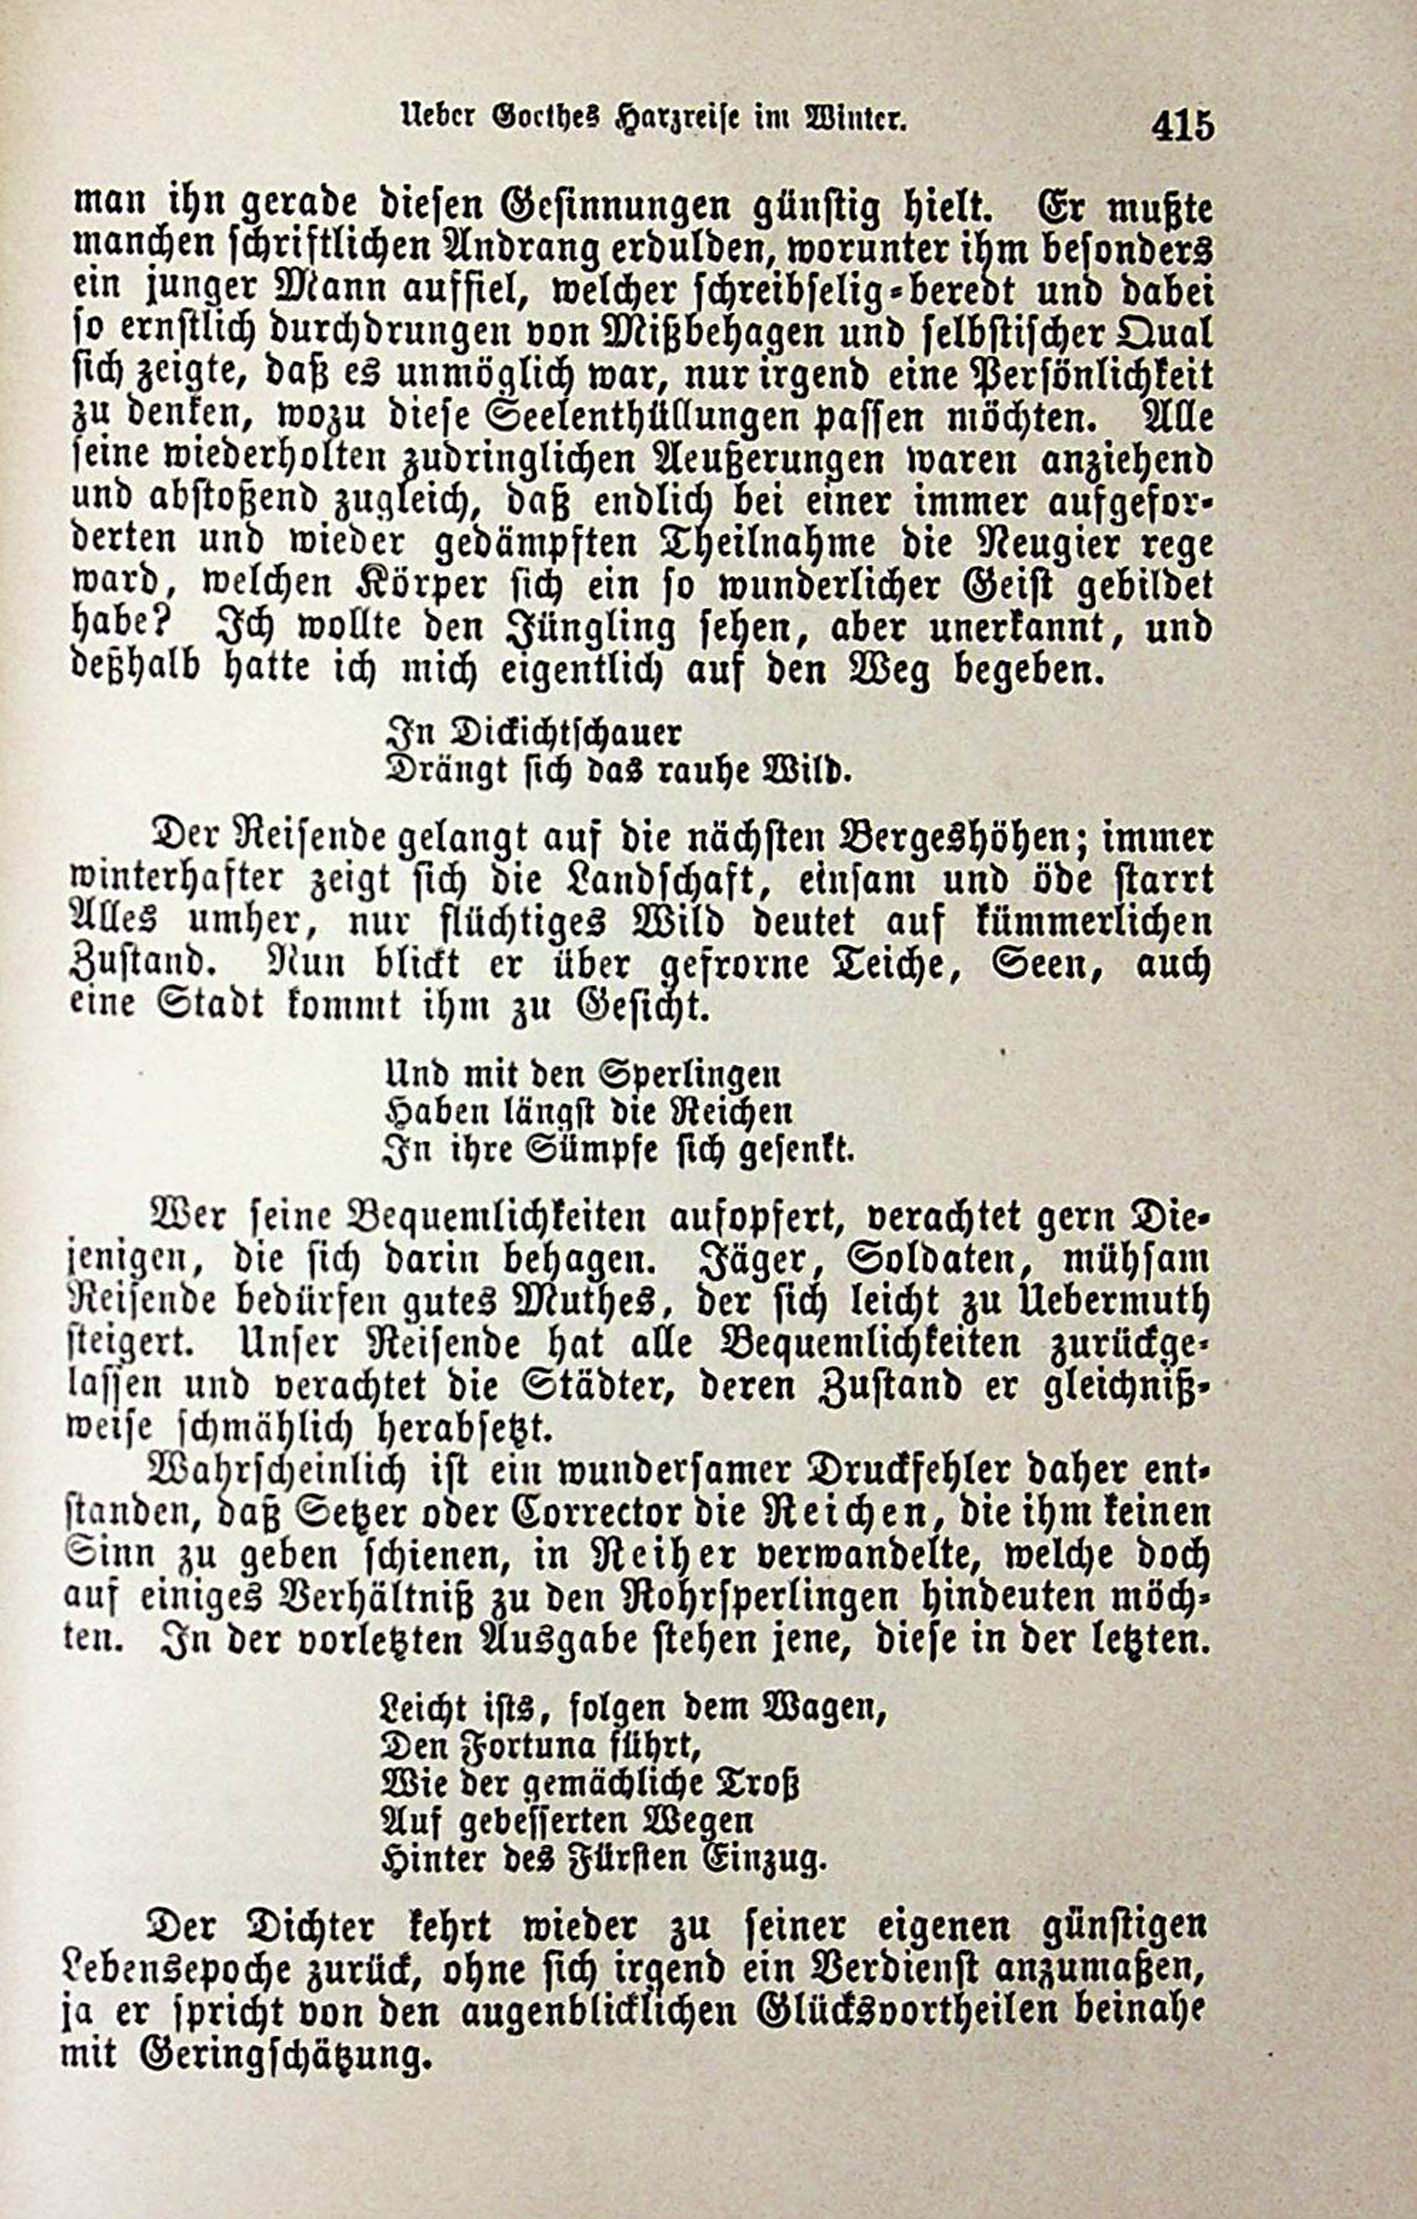 Ueber Goethes Harzreise im Winter. 415
man ihn gerade diesen Gesinnungen günstig hielt. Er mußte
manchen schriftlichen Andrang erdulden, worunter ihm besonders
ein junger Mann auffiel, welcher schreibselig-beredt und dabei
so ernstlich durchdrungen von Mißbehagen und selbstischer Qual
sich zeigte, daß es unmöglich war, nur irgend eine Persönlichkeit
zu denken, wozu diese Seelenthüllungen passen möchten. Alle
seine wiederholten zudringlichen Aeußerungen waren anziehend
und abstoßend zugleich, daß endlich bei einer immer aufgefor-
derten und wieder gedämpften Theilnahme die Neugier rege
ward, welchen Körper sich ein so wunderlicher Geist gebildet
habe? Ich wollte den Jüngling sehen, aber unerkannt, und
deßhalb hatte ich mich eigentlich auf den Weg begeben.
In Dickichtschauer
Drängt sich das rauhe Wild.
Der Reisende gelangt auf die nächsten Bergeshöhen; immer
winterhafter zeigt sich die Landschaft, einsam und öde starrt
Alles umher, nur flüchtiges Wild deutet auf kümmerlichen
Zustand. Nun blickt er über gefrorne Teiche, Seen, auch
eine Stadt kommt ihm zu Gesicht.
Und mit den Sperlingen
Haben längst die Reichen
In ihre Sümpfe sich gesenkt.
Wer seine Bequemlichkeiten aufopfert, verachtet gern Die-
jenigen, die sich darin behagen. Jäger, Soldaten, mühsam
Reisende bedürfen gutes Muthes, der sich leicht zu Uebermuth
steigert. Unser Reisende hat alle Bequemlichkeiten zurückge-
lassen und verachtet die Städter, deren Zustand er gleichniß-
weise schmählich herabsetzt.
Wahrscheinlich ist ein wundersamer Druckfehler daher ent-
standen, daß Setzer oder Corrector die Reichen, die ihm keinen
Sinn zu geben schienen, in Reiher verwandelte, welche doch
auf einiges Verhältniß zu den Rohrsperlingen hindeuten möch-
ten. In der vorletzten Ausgabe stehen jene, diese in der letzten.
Leicht ists, folgen dem Wagen,
Den Fortuna führt,
Wie der gemächliche Troß
Auf gebesserten Wegen
Hinter des Fürsten Einzug.
Der Dichter kehrt wieder zu seiner eigenen günstigen
Lebensepoche zurück, ohne sich irgend ein Verdienst anzumaßen,
ja er spricht von den augenblicklichen Glücksvortheilen beinahe
mit Geringschätzung.